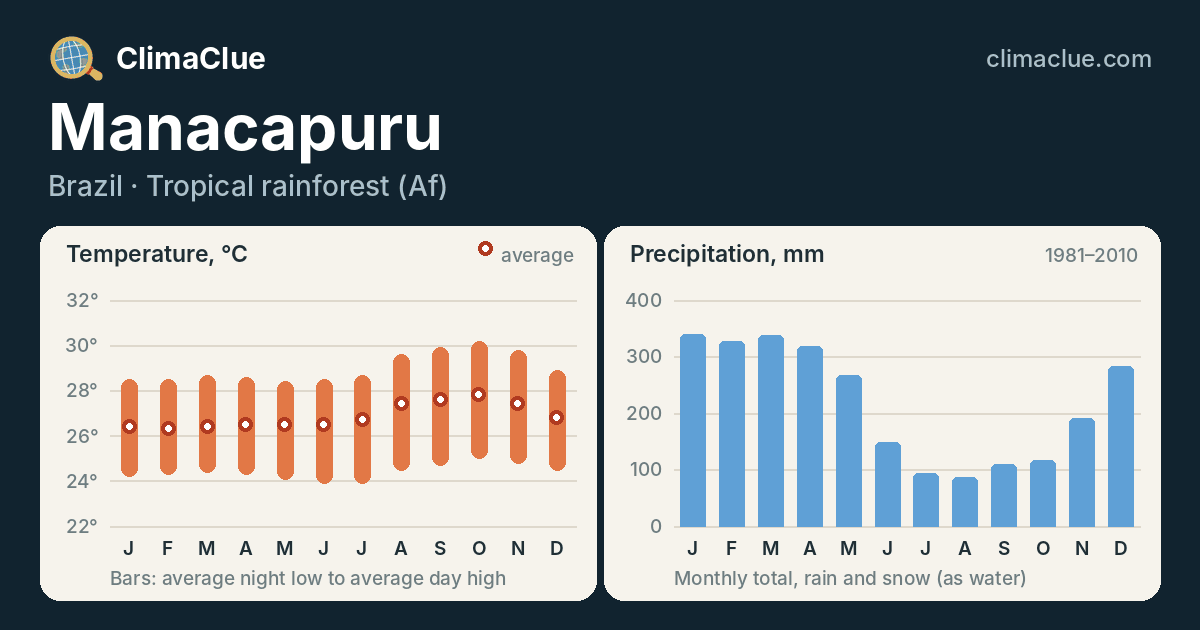 ClimaClue
climaclue.com
Manacapuru
Brazil · Tropical rainforest (Af)
Temperature, °C
average
32°
30°
28°
26°
24°
22°
J F M A M J J A S O N D
Bars: average night low to average day high
Precipitation, mm
1981–2010
400
300
200
100
0
J F M A M J J A S O N D
Monthly total, rain and snow (as water)